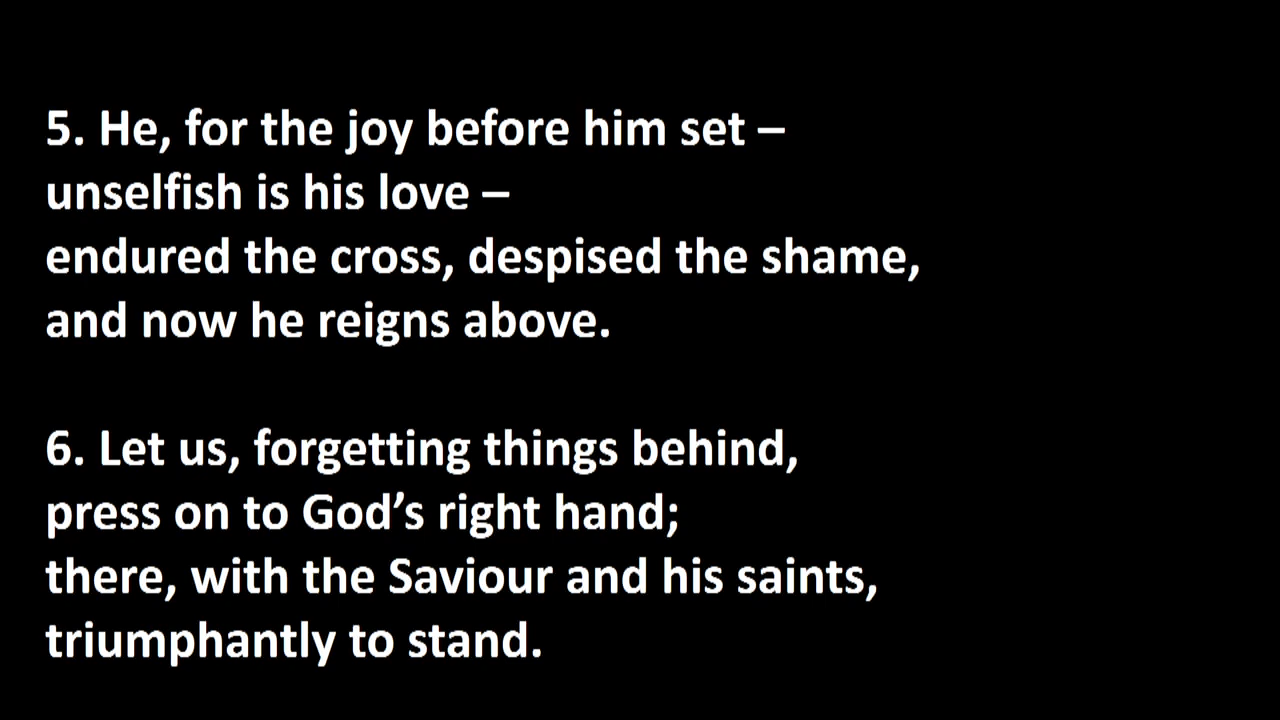 5. He, for the joy before him set –
unselfish is his love –
endured the cross, despised the shame,
and now he reigns above.
6. Let us, forgetting things behind,
press on to God’s right hand;
there, with the Saviour and his saints,
triumphantly to stand.